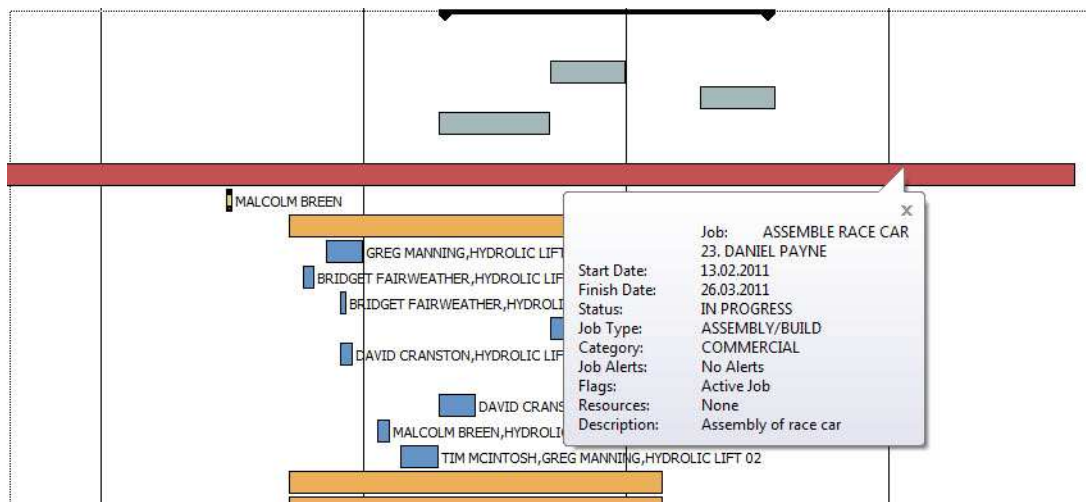 MALCOLM BREEN
GREG MANNING,HYDROLIC LIFT
BRIDGET FAIRWEATHER,HYDROLIC LIF
BRIDGET FAIRWEATHER,HYDROLI
DAVID CRANSTON,HYDROLIC LIF
DAVID CRANS
MALCOLM BREEN,HYDROLIC
TIM MCINTOSH,GREG MANNING,HYDROLIC LIFT 02
x
Job: ASSEMBLE RACE CAR
23. DANIEL PAYNE
Start Date: 13.02.2011
Finish Date: 26.03.2011
Status: IN PROGRESS
Job Type: ASSEMBLY/BUILD
Category: COMMERCIAL
Job Alerts: No Alerts
Flags: Active Job
Resources: None
Description: Assembly of race car